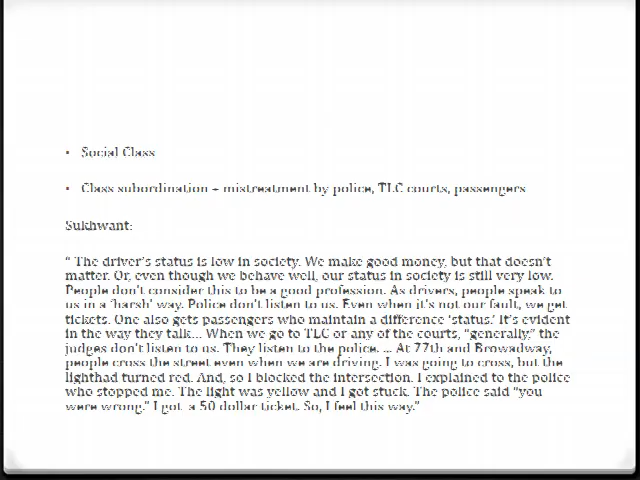 • Social Class
• Class subordination – mistreatment by police, TLC courts, passengers
Sukhwant:
“ The driver’s status is low in society. We make good money, but that doesn’t
matter. Or, even though we behave well, our status in society is still very low.
People don’t consider this to be a good profession. As drivers, people speak to
us in a ‘harsh’ way. Police don’t listen to us. Even when it’s not our fault, we get
tickets. One also gets passengers who maintain a difference ‘status.’ It’s evident
in the way they talk... When we go to TLC or any of the courts, “generally,” the
judges don’t listen to us. They listen to the police. ... At 77th and Browadway,
people cross the street even when we are driving. I was going to cross, but the
lighthad turned red. And, so I blocked the intersection. I explained to the police
who stopped me. The light was yellow and I got stuck. The police said “you
were wrong.” I got a 50 dollar ticket. So, I feel this way.”